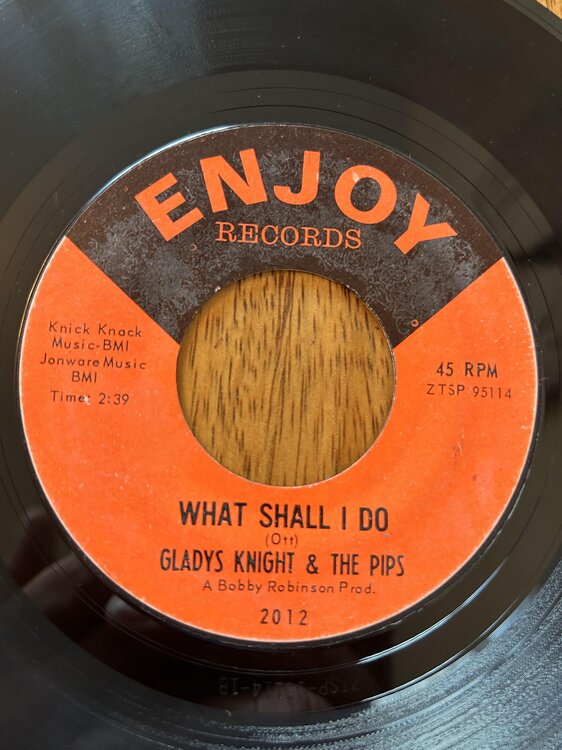 ENJOY
RECORDS
Knick Knack
Music-BMI
Jonware Music
BMI
Time: 2:39
45 RPM
ZTSP 95114
WHAT SHALL I DO
(Ott)
GLADYS KNIGHT & THE PIPS
A Bobby Robinson Prod.
2012